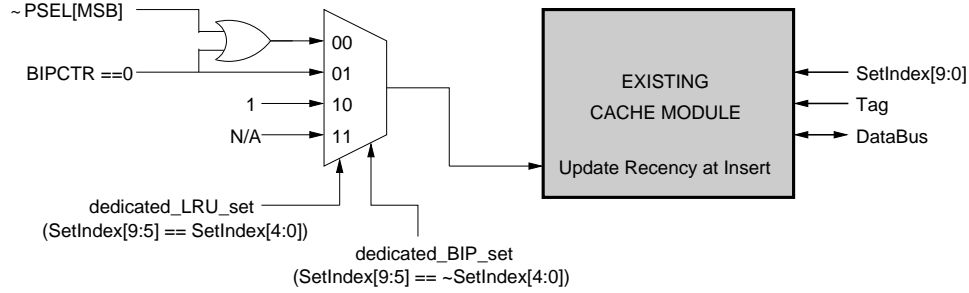 ~PSEL[MSB]
BIPCTR ==0
1
N/A
00
01
10
11
EXISTING
CACHE MODULE
Update Recency at Insert
SetIndex[9:0]
Tag
DataBus
dedicated_LRU_set
(SetIndex[9:5] == SetIndex[4:0])
dedicated_BIP_set
(SetIndex[9:5] == ~SetIndex[4:0])